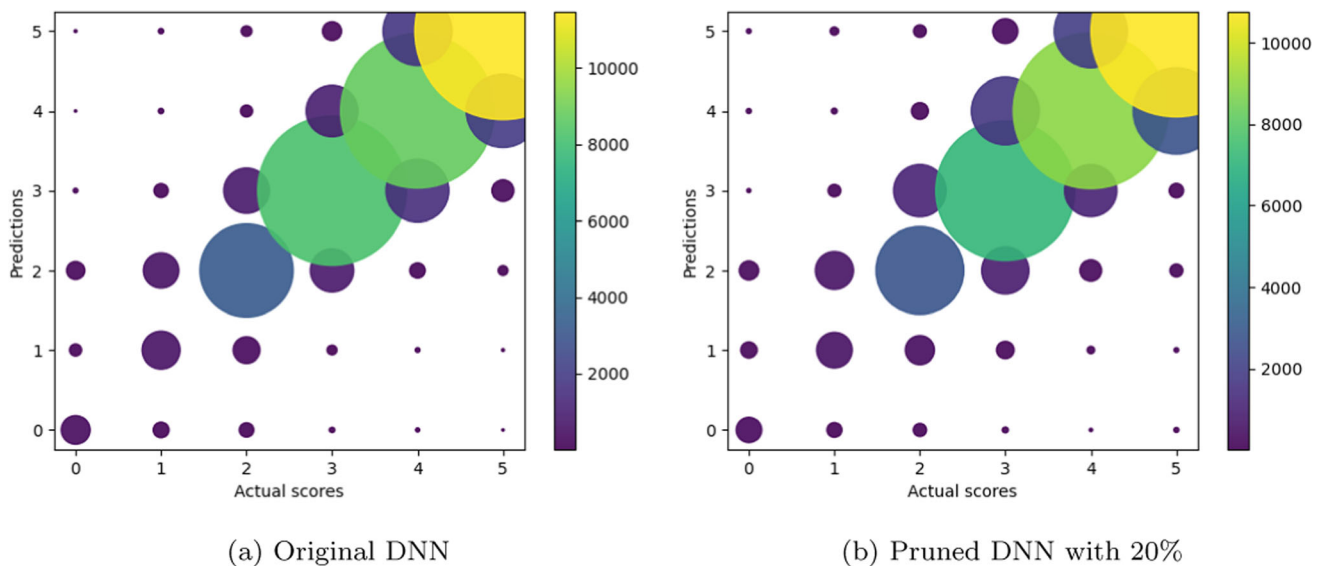 5
4
3
2
1
0
Predictions
0 1 2 3 4 5
Actual scores
10000
8000
6000
4000
2000
(a) Original DNN
5
4
3
2
1
0
Predictions
0 1 2 3 4 5
Actual scores
10000
8000
6000
4000
2000
(b) Pruned DNN with 20%